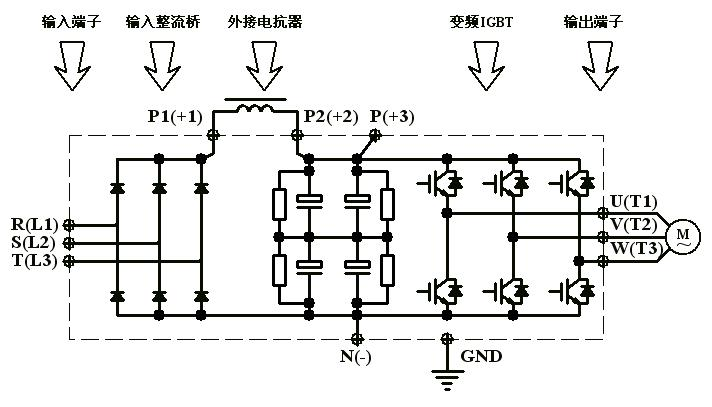 输入端子 输入整流桥 外接电抗器 变频IGBT 输出端子
P1(+1) P2(+2) P(+3)
U(T1)
R(L1) V(T2) M
S(L2) W(T3) ~
T(L3)
N(-) GND